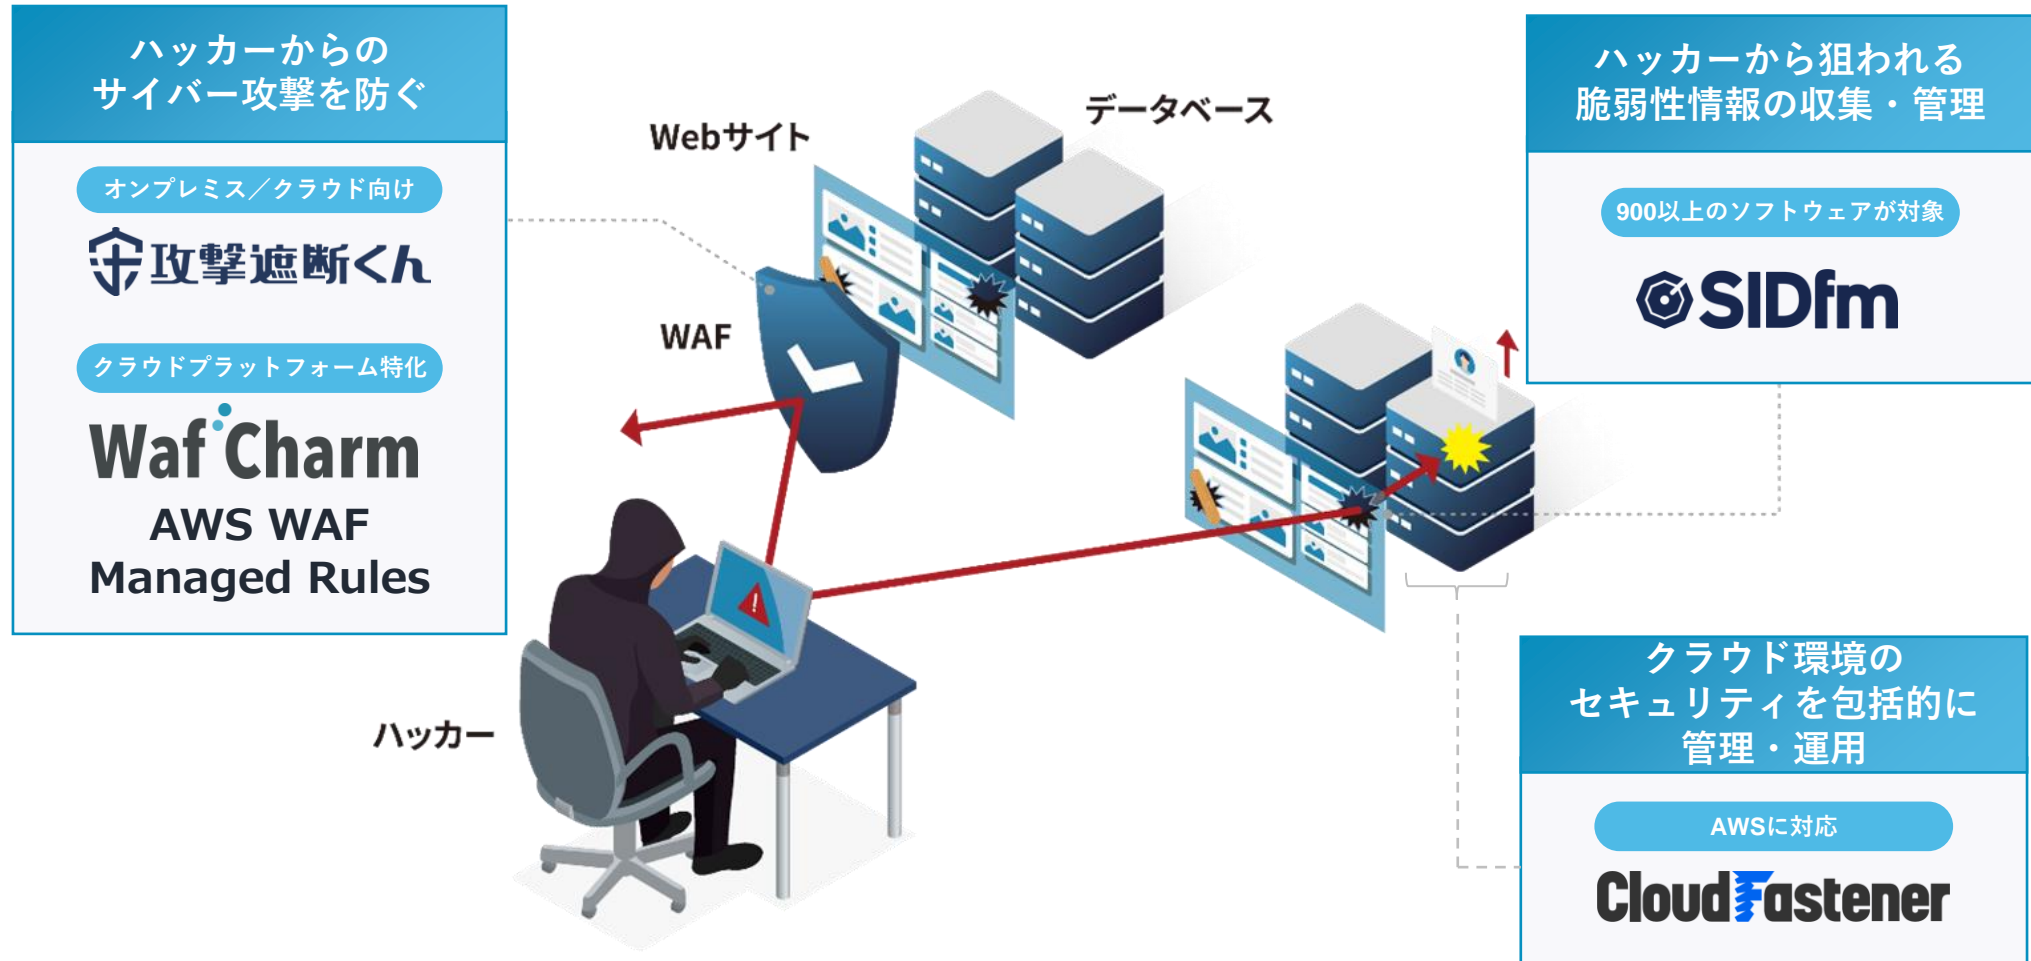 ハッカーからの
サイバー攻撃を防ぐ
オンプレミス／クラウド向け
攻撃遮断くん
クラウドプラットフォーム特化
WafCharm
AWS WAF
Managed Rules
Webサイト
データベース
WAF
ハッカー
ハッカーから狙われる
脆弱性情報の収集・管理
900以上のソフトウェアが対象
SIDfm
クラウド環境の
セキュリティを包括的に
管理・運用
AWSに対応
CloudFastener